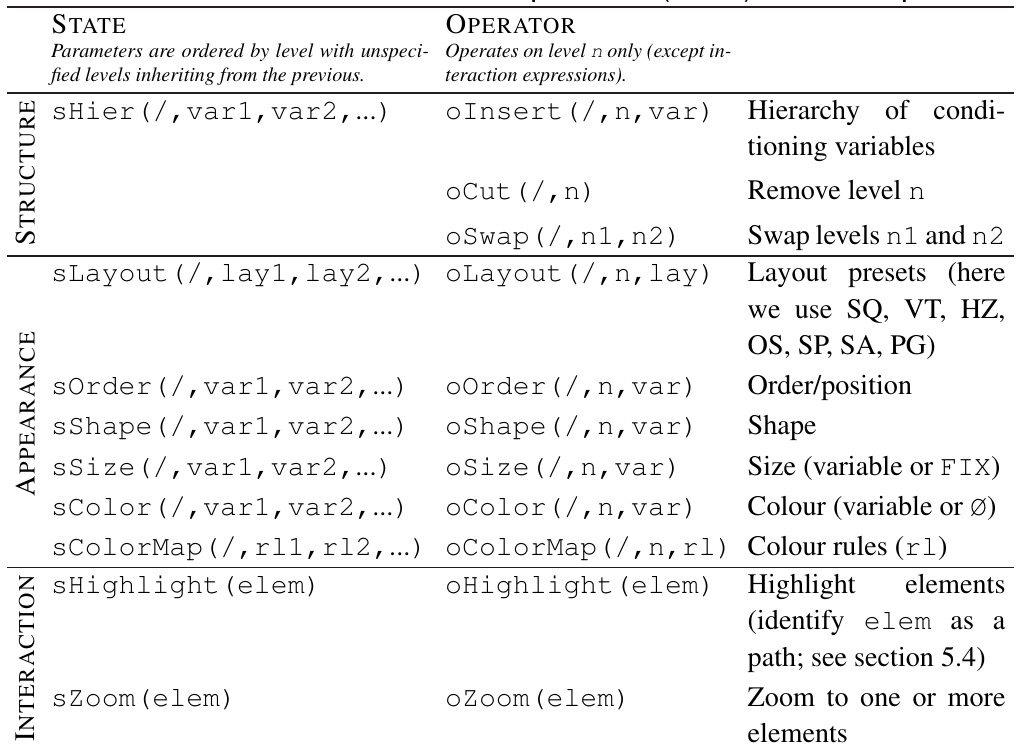 STATE OPERATOR
Parameters are ordered by level with unspeci- Operates on level n only (except in-
fied levels inheriting from the previous. teraction expressions).
STRUCTURE
sHier(/,var1,var2,...) oInsert(/,n,var) Hierarchy of condi-
tioning variables
oCut(/,n) Remove level n
oSwap(/,n1,n2) Swap levels n1 and n2
APPEARANCE
sLayout(/,lay1,lay2,...) oLayout(/,n,lay) Layout presets (here
we use SQ, VT, HZ,
OS, SP, SA, PG)
sOrder(/,var1,var2,...) oOrder(/,n,var) Order/position
sShape(/,var1,var2,...) oShape(/,n,var) Shape
sSize(/,var1,var2,...) oSize(/,n,var) Size (variable or FIX)
sColor(/,var1,var2,...) oColor(/,n,var) Colour (variable or ∅)
sColorMap(/,rl1,rl2,...) oColorMap(/,n,rl) Colour rules (rl)
INTERACTION
sHighlight(elem) oHighlight(elem) Highlight elements
(identify elem as a
path; see section 5.4)
sZoom(elem) oZoom(elem) Zoom to one or more
elements